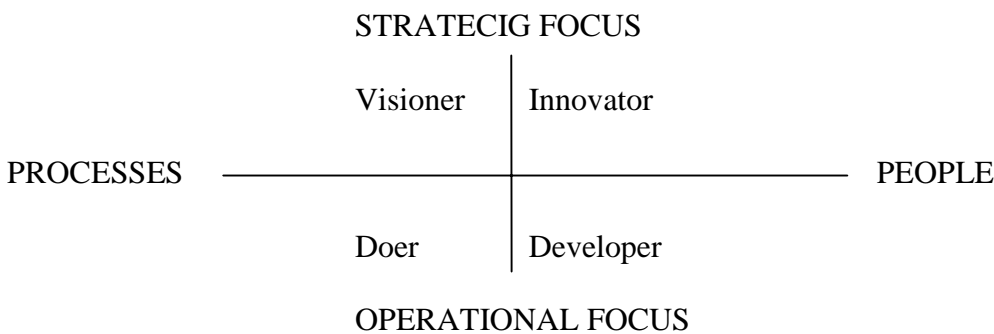 STRATECIG FOCUS
Visioner Innovator
PROCESSES PEOPLE
Doer Developer
OPERATIONAL FOCUS